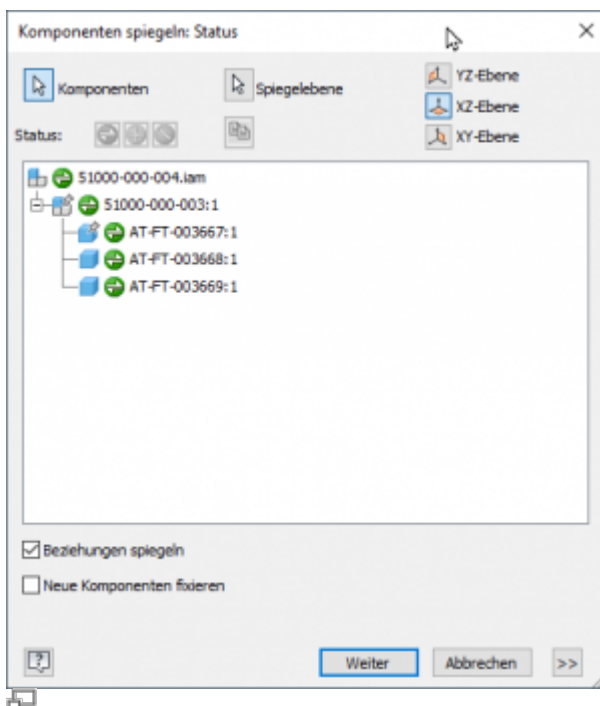 Komponenten spiegeln: Status
Komponenten
Spiegelebene
YZ-Ebene
XZ-Ebene
XY-Ebene
Status:
51000-000-004.iam
51000-000-003:1
AT-FT-003667:1
AT-FT-003668:1
AT-FT-003669:1
Beziehungen spiegeln
Neue Komponenten fixieren
Weiter
Abbrechen
>>